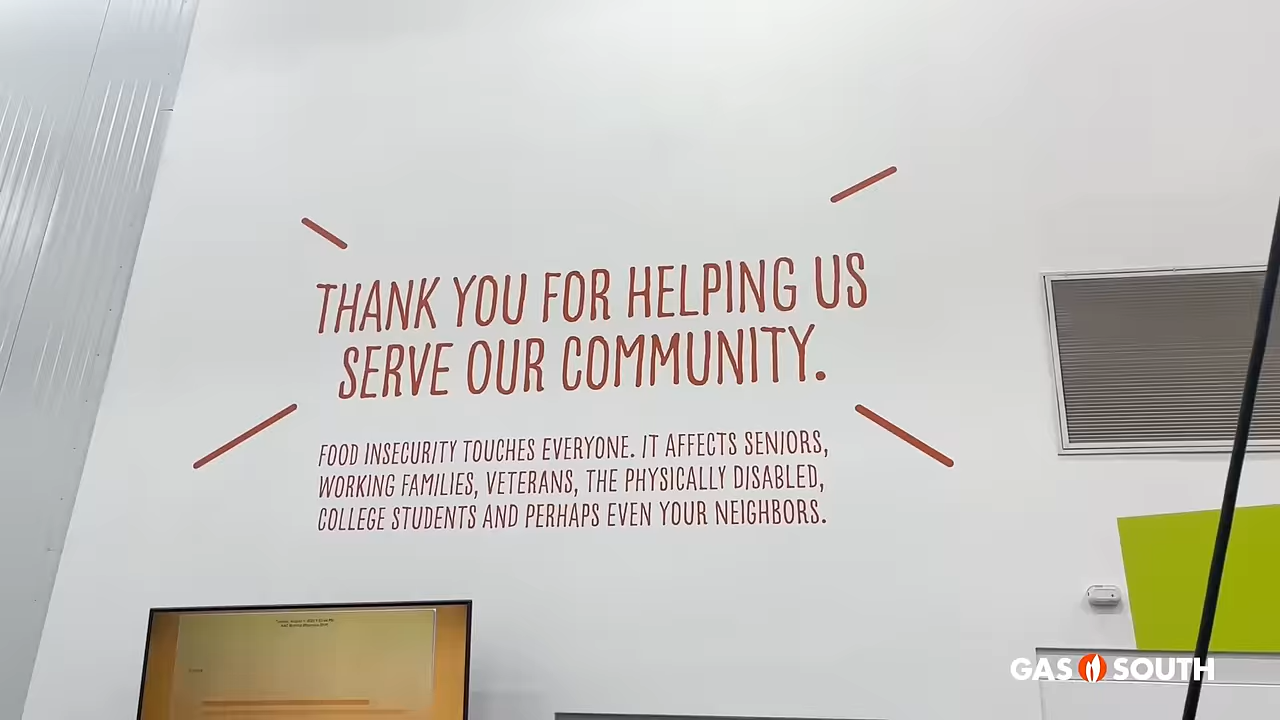 THANK YOU FOR HELPING US
SERVE OUR COMMUNITY.
FOOD INSECURITY TOUCHES EVERYONE. IT AFFECTS SENIORS,
WORKING FAMILIES, VETERANS, THE PHYSICALLY DISABLED,
COLLEGE STUDENTS AND PERHAPS EVEN YOUR NEIGHBORS.
GAS SOUTH